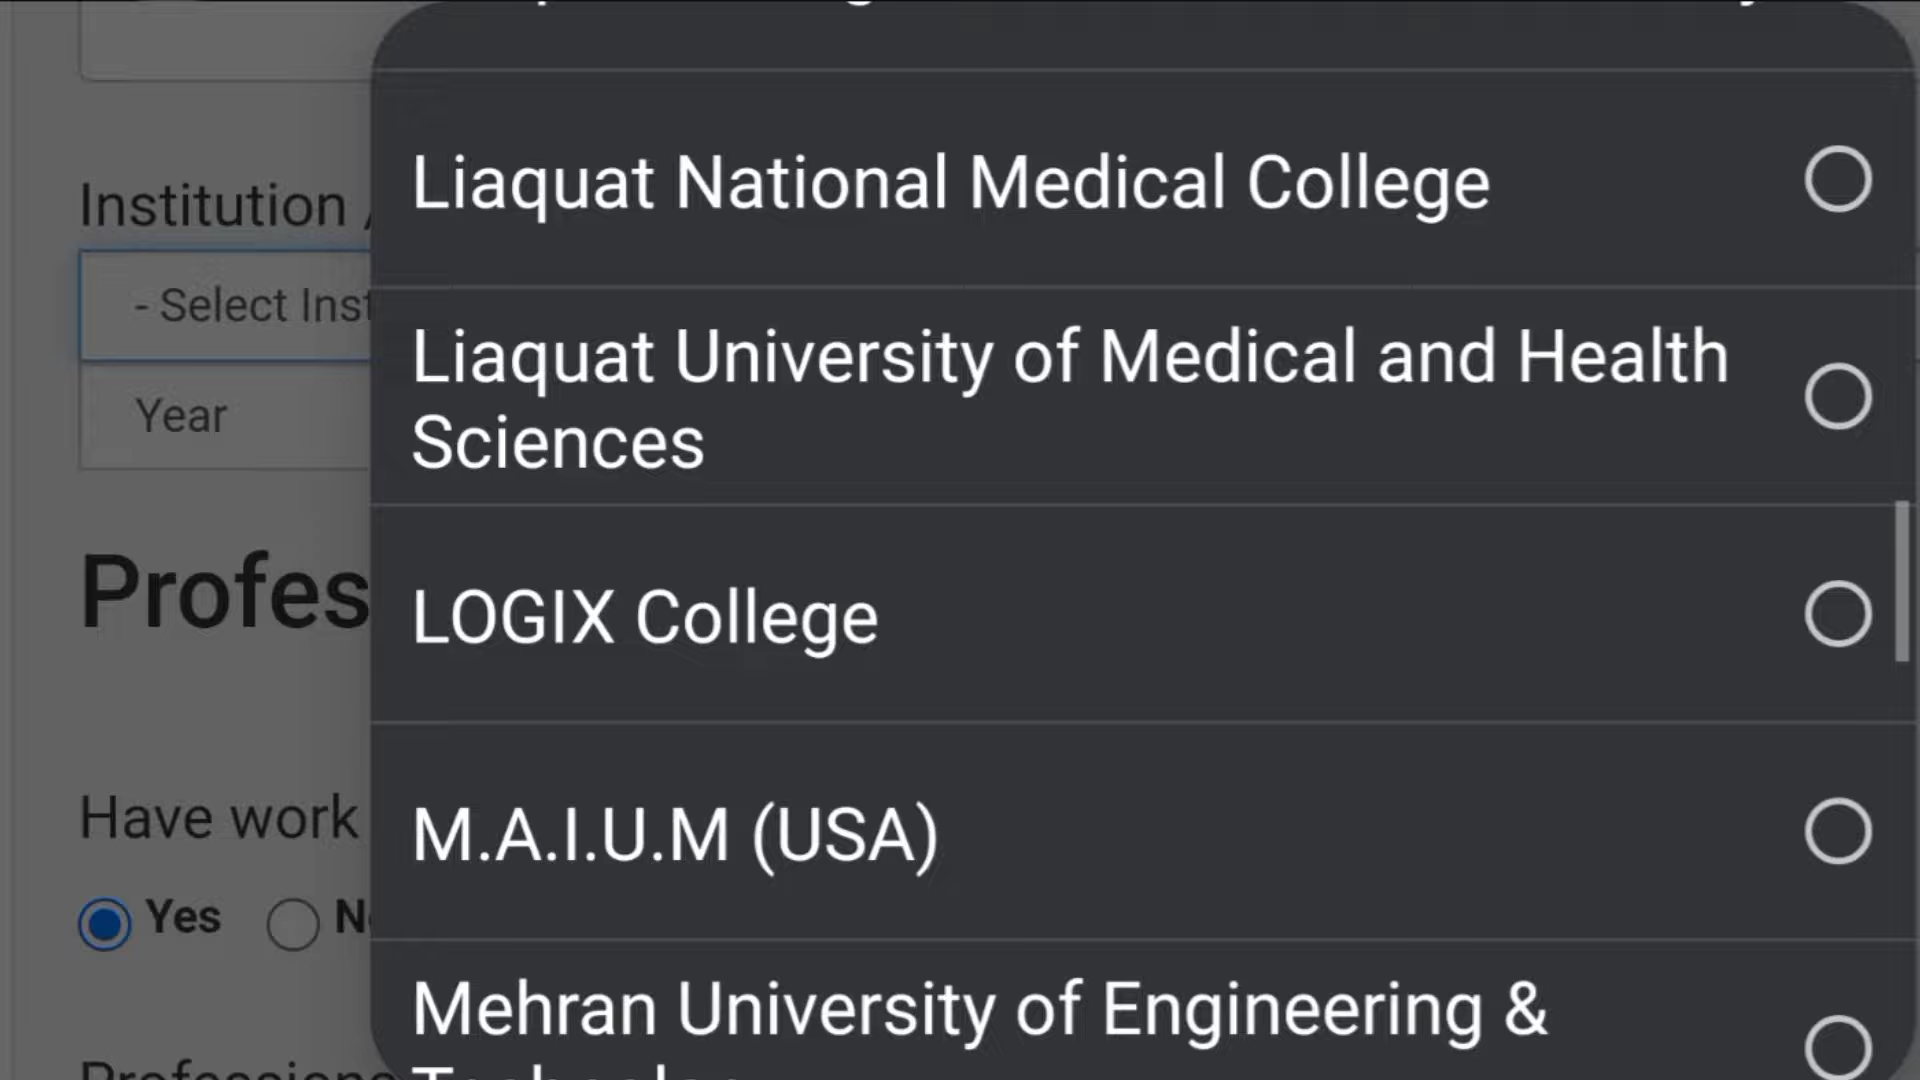 Liaquat National Medical College
Institution
- Select Inst
Liaquat University of Medical and Health
Sciences
Year
Profes
LOGIX College
Have work
M.A.I.U.M (USA)
Yes
Mehran University of Engineering &